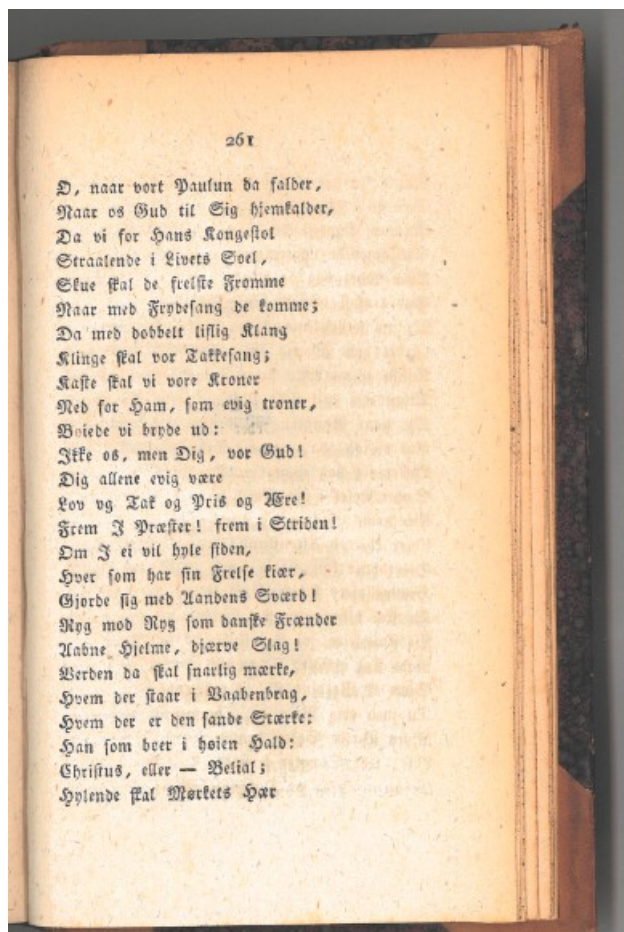 261
O, naar vort Paulun da falder,
Naar os Gud til Sig hjemkalder,
Da vi for Hans Kongestol
Straalende i Livets Soel,
Skue skal de frelste Fromme
Naar med Frydesang de komme;
Da med dobbelt liflig Klang
Klinge skal vor Takkesang;
Kaste skal vi vore Kroner
Ned for Ham, som evig troner,
Bøiede vi bryde ud:
Ikke os, men Dig, vor Gud!
Dig allene evig være
Lov vg Tak og Pris og Ære!
Frem I Præster! frem i Striden!
Om I ei vil hyle siden,
Hver som har sin Frelse kiær,
Gjorde sig med Aandens Sværd!
Ryg mod Ryg som danske Frænder
Aabne Hjelme, djærve Slag!
Verden da skal snarlig mærke,
Hvem der staar i Vaabenbrag,
Hvem der er den sande Stærke:
Han som boer i høien Hald:
Christus, eller — Belial;
Hylende skal Mørkets Hær